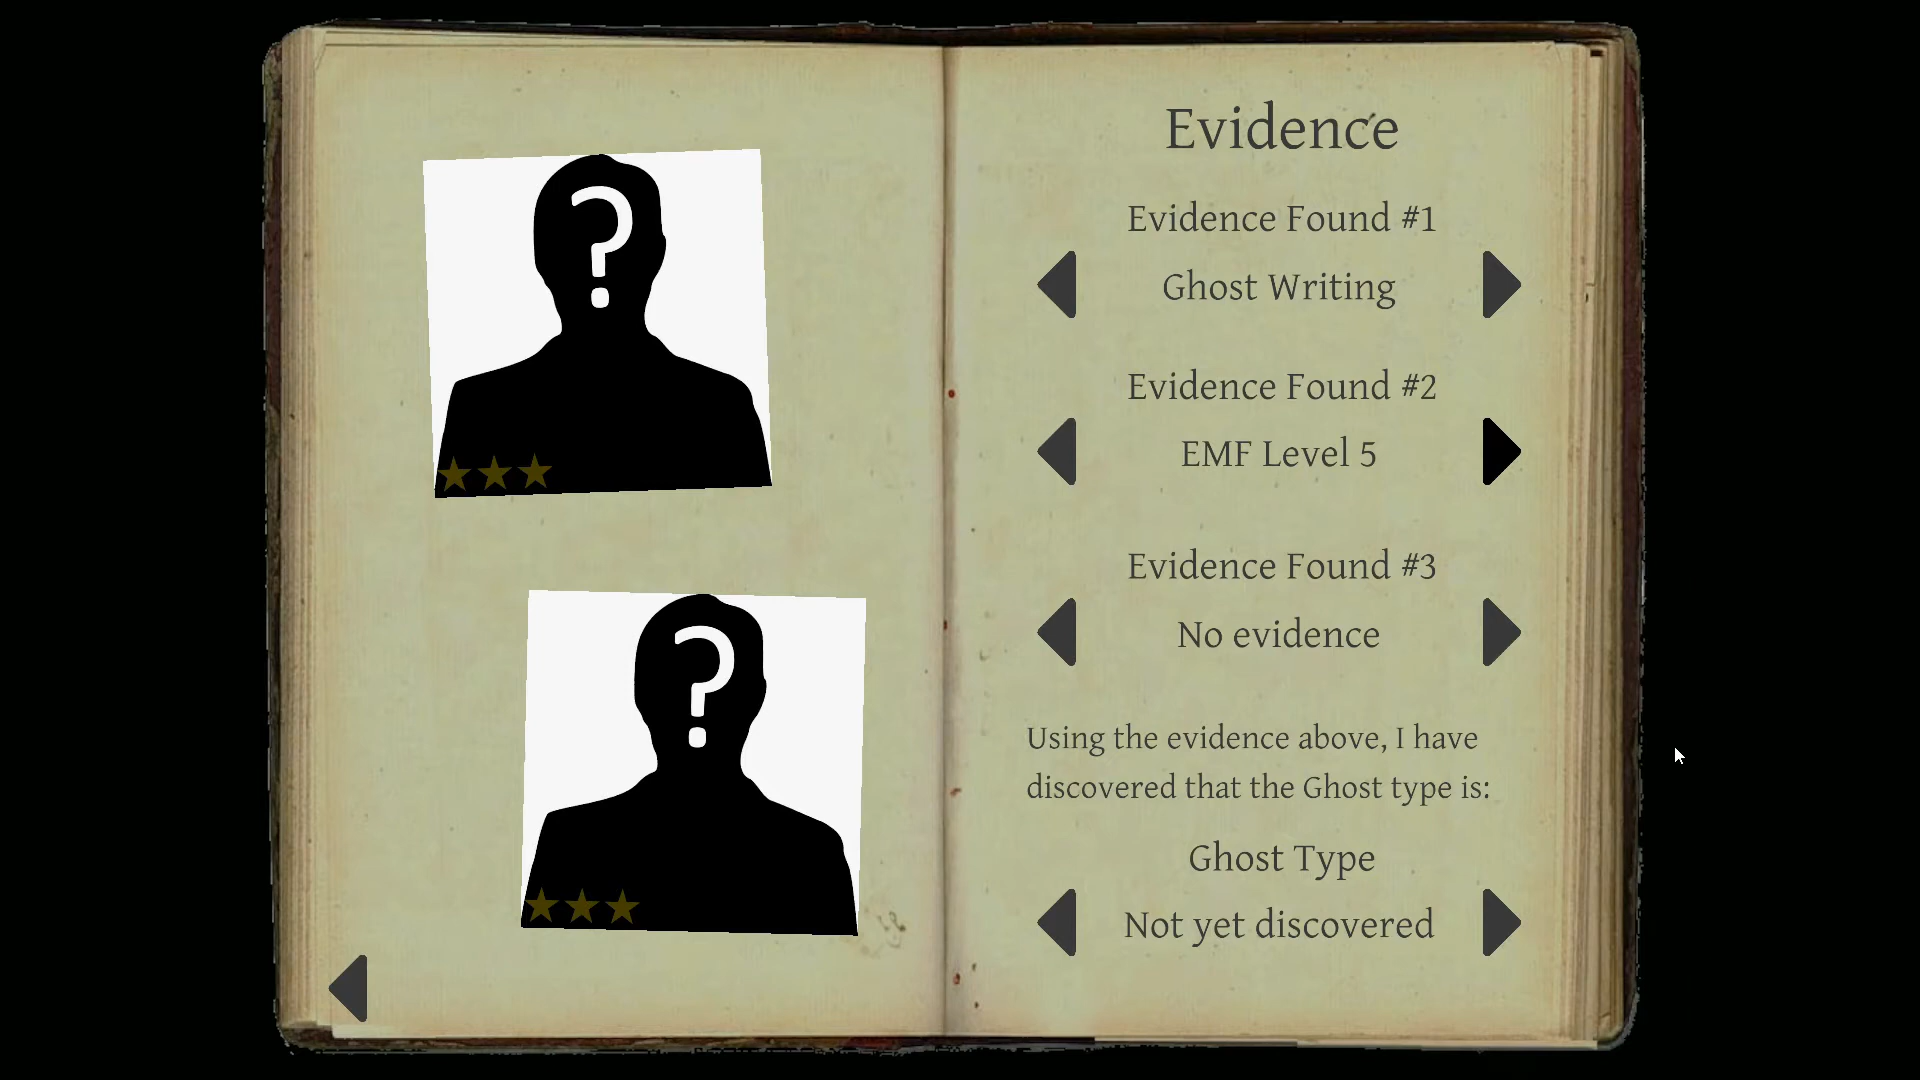 ?
?
Evidence
Evidence Found #1
Ghost Writing
Evidence Found #2
EMF Level 5
Evidence Found #3
No evidence
Using the evidence above, I have
discovered that the Ghost type is:
Ghost Type
Not yet discovered